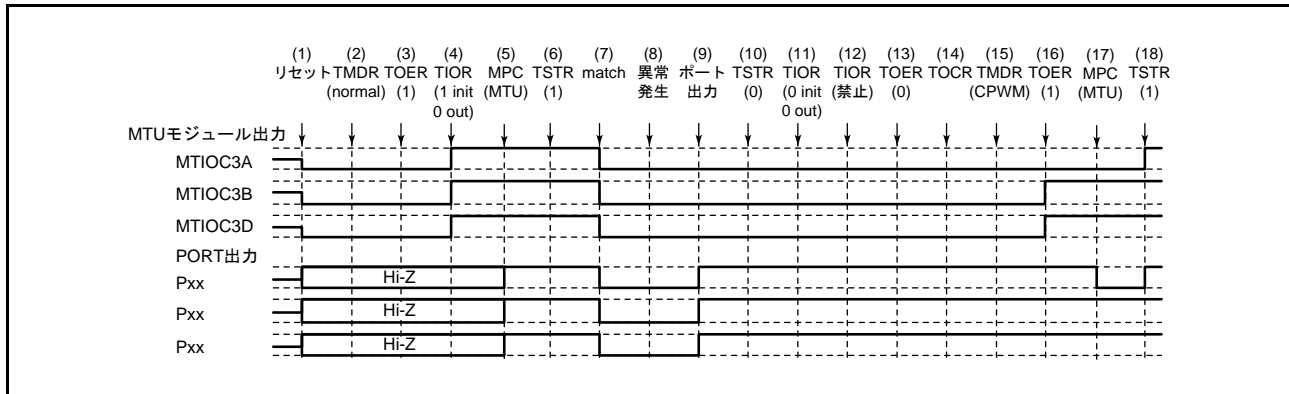 (1) (2) (3) (4) (5) (6) (7) (8) (9) (10) (11) (12) (13) (14) (15) (16) (17) (18)
リセット TMDR TOER TIOR MPC TSTR match 異常 ポート TSTR TIOR TIOR TOER TOCR TMDR TOER MPC TSTR
(normal) (1) (1 init (MTU) (1) 発生 出力 (0) (0 init (禁止) (0) (CPWM) (1) (MTU) (1)
0 out) 0 out)
MTUモジュール出力
MTIOC3A
MTIOC3B
MTIOC3D
PORT出力
Pxx Hi-Z
Pxx Hi-Z
Pxx Hi-Z